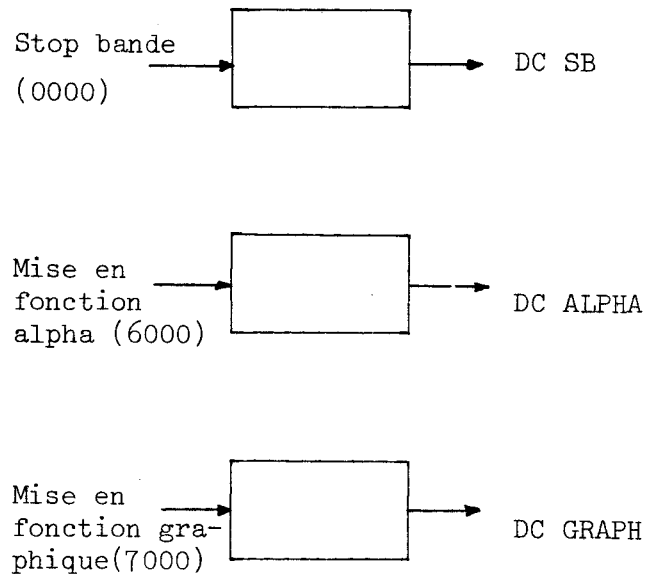 Stop bande
(0000)
DC SB
Mise en
fonction
alpha (6000)
DC ALPHA
Mise en
fonction gra-
phique(7000)
DC GRAPH